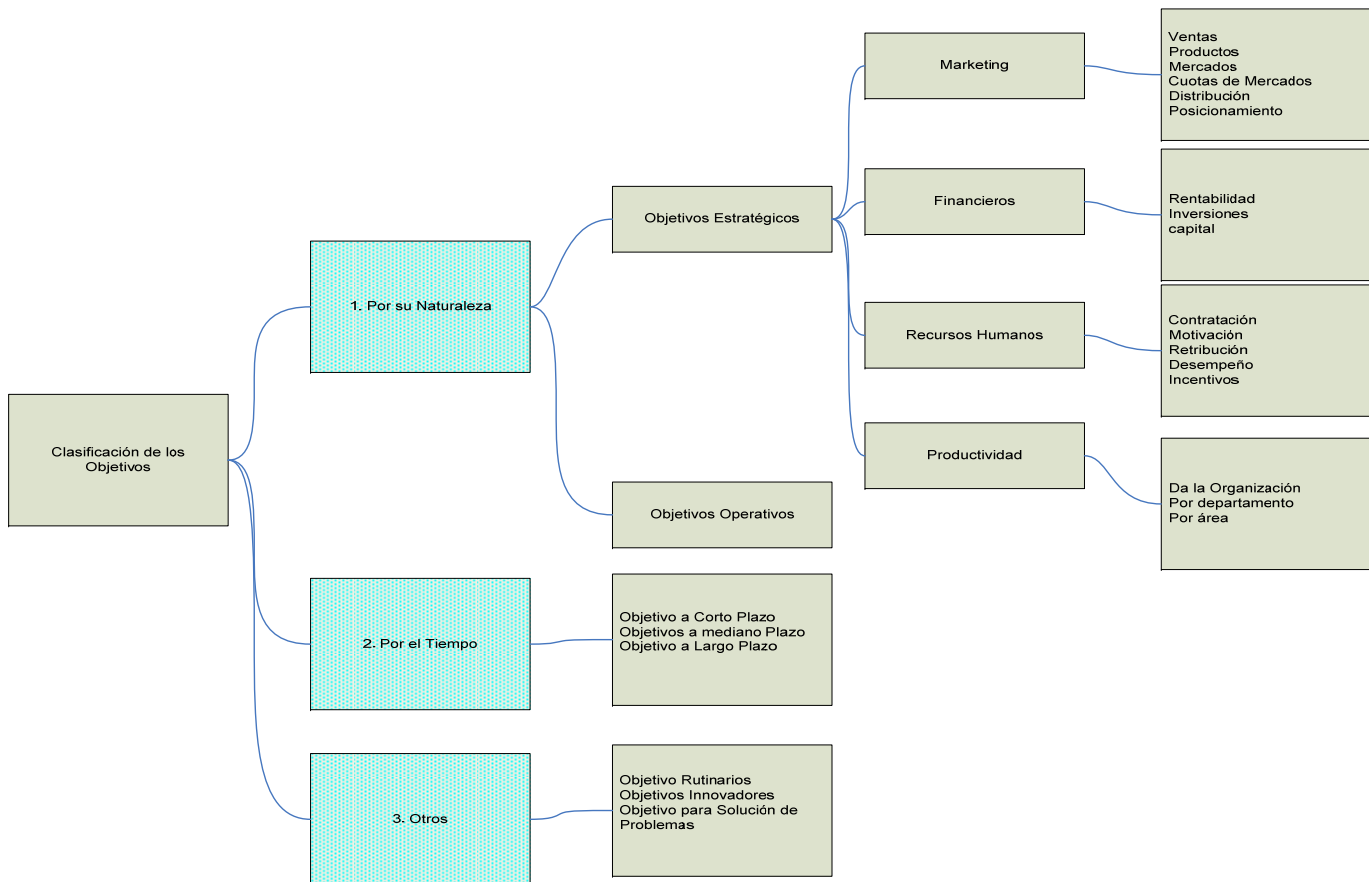 Clasificación de los
Objetivos
1. Por su Naturaleza
Objetivos Estratégicos
Marketing
Ventas
Productos
Mercados
Cuotas de Mercados
Distribución
Posicionamiento
Financieros
Rentabilidad
Inversiones
capital
Recursos Humanos
Contratación
Motivación
Retribución
Desempeño
Incentivos
Productividad
Da la Organización
Por departamento
Por área
Objetivos Operativos
2. Por el Tiempo
Objetivo a Corto Plazo
Objetivos a mediano Plazo
Objetivo a Largo Plazo
3. Otros
Objetivo Rutinarios
Objetivos Innovadores
Objetivo para Solución de
Problemas